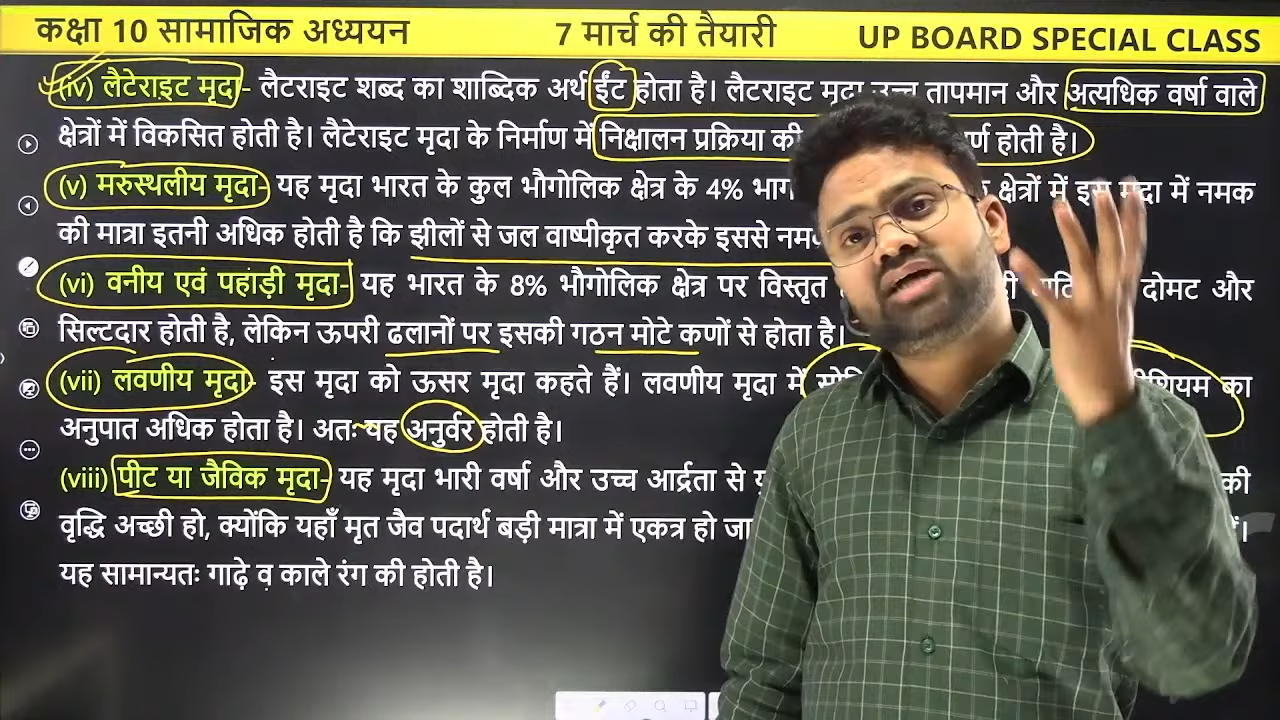 कक्षा 10 सामाजिक अध्ययन 7 मार्च की तैयारी UP BOARD SPECIAL CLASS
(iv) लैटेराइट मृदा- लैटराइट शब्द का शाब्दिक अर्थ ईंट होता है। लैटराइट मृदा उच्च तापमान और अत्यधिक वर्षा वाले
क्षेत्रों में विकसित होती है। लैटेराइट मृदा के निर्माण में निक्षालन प्रक्रिया की होती है।
(v) मरुस्थलीय मृदा- यह मृदा भारत के कुल भौगोलिक क्षेत्र के 4% भाग क्षेत्रों में इस मृदा में नमक
की मात्रा इतनी अधिक होती है कि झीलों से जल वाष्पीकृत करके इससे
(vi) वनीय एवं पहाड़ी मृदा- यह भारत के 8% भौगोलिक क्षेत्र पर विस्तृत दोमट और
सिल्टदार होती है, लेकिन ऊपरी ढलानों पर इसकी गठन मोटे कणों से होता है।
(vii) लवणीय मृदा- इस मृदा को ऊसर मृदा कहते हैं। लवणीय मृदा में का
अनुपात अधिक होता है। अतः यह अनुर्वर होती है।
(viii) पीट या जैविक मृदा- यह मृदा भारी वर्षा और उच्च आर्द्रता से की
वृद्धि अच्छी हो, क्योंकि यहाँ मृत जैव पदार्थ बड़ी मात्रा में एकत्र हो
यह सामान्यतः गाढ़े व काले रंग की होती है।